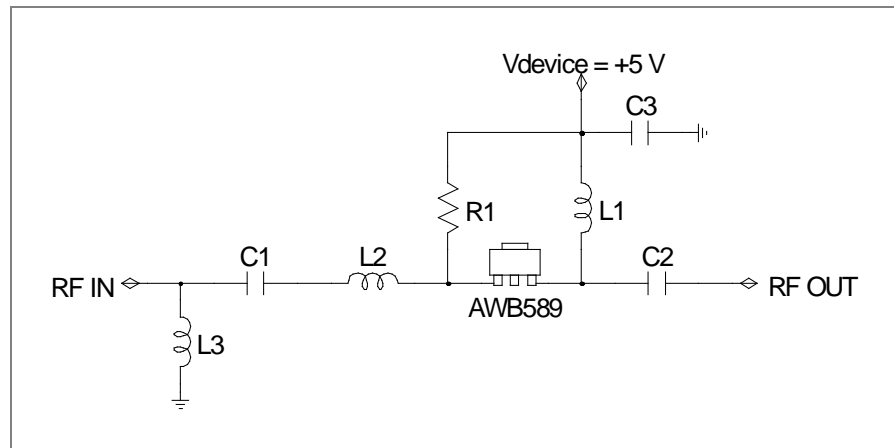 Vdevice = +5 V
C3
R1
L1
C1
L2
C2
RF IN
RF OUT
AWB589
L3